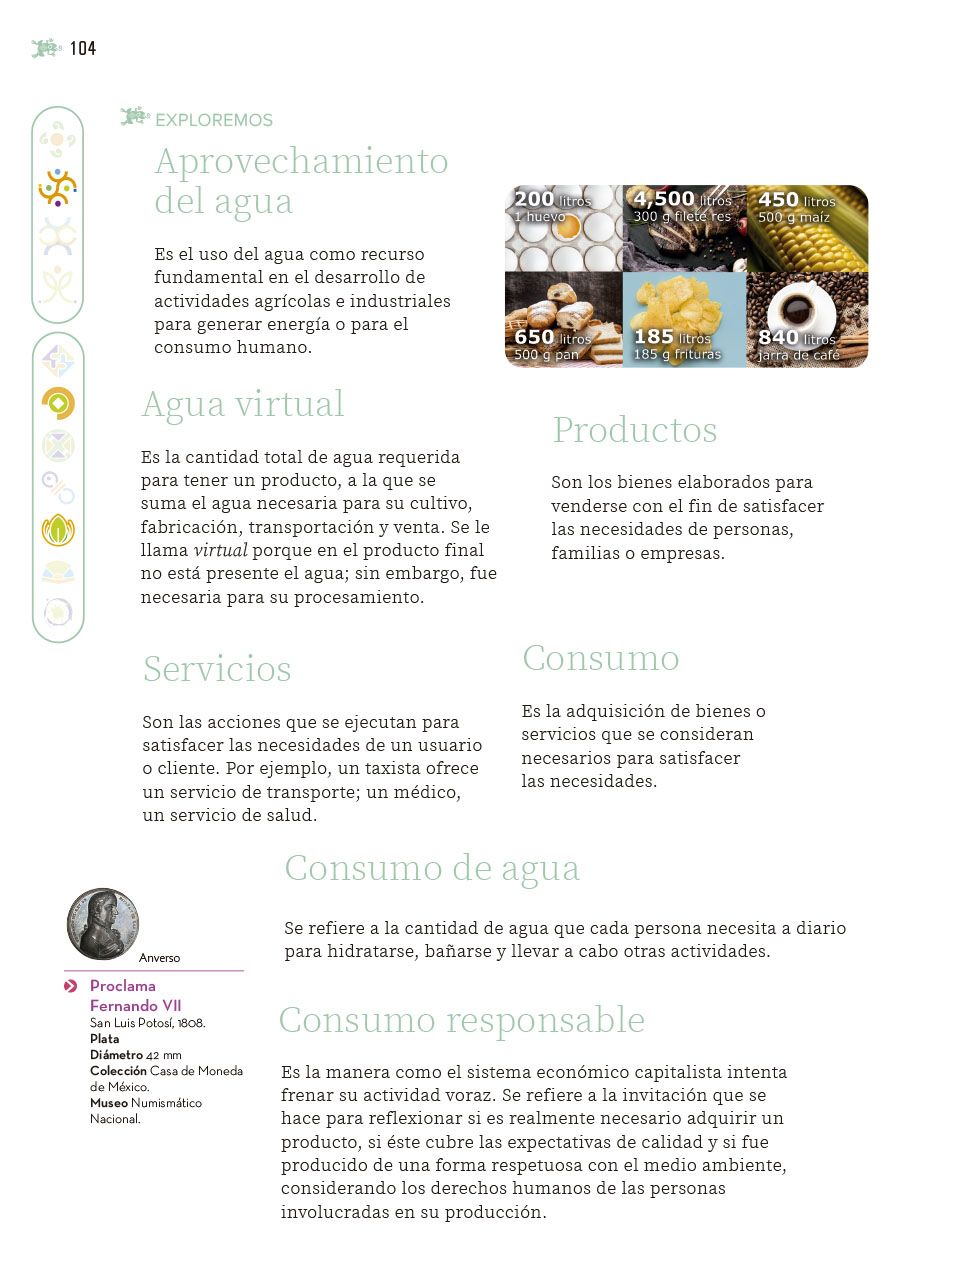 104
EXPLOREMOS
Aprovechamiento
del agua
Es el uso del agua como recurso
fundamental en el desarrollo de
actividades agrícolas e industriales
para generar energía o para el
consumo humano.
200 litros
1 huevo
4,500 litros
300 g filete res
450 litros
500 g maíz
650 litros
500 g pan
185 litros
185 g frituras
840 litros
jarra de café
Agua virtual
Es la cantidad total de agua requerida
para tener un producto, a la que se
suma el agua necesaria para su cultivo,
fabricación, transportación y venta. Se le
llama virtual porque en el producto final
no está presente el agua; sin embargo, fue
necesaria para su procesamiento.
Productos
Son los bienes elaborados para
venderse con el fin de satisfacer
las necesidades de personas,
familias o empresas.
Servicios
Son las acciones que se ejecutan para
satisfacer las necesidades de un usuario
o cliente. Por ejemplo, un taxista ofrece
un servicio de transporte; un médico,
un servicio de salud.
Consumo
Es la adquisición de bienes o
servicios que se consideran
necesarios para satisfacer
las necesidades.
Consumo de agua
Se refiere a la cantidad de agua que cada persona necesita a diario
para hidratarse, bañarse y llevar a cabo otras actividades.
Anverso
Proclama
Fernando VII
San Luis Potosí, 1808.
Plata
Diámetro 42 mm
Colección Casa de Moneda
de México.
Museo Numismático
Nacional.
Consumo responsable
Es la manera como el sistema económico capitalista intenta
frenar su actividad voraz. Se refiere a la invitación que se
hace para reflexionar si es realmente necesario adquirir un
producto, si éste cubre las expectativas de calidad y si fue
producido de una forma respetuosa con el medio ambiente,
considerando los derechos humanos de las personas
involucradas en su producción.